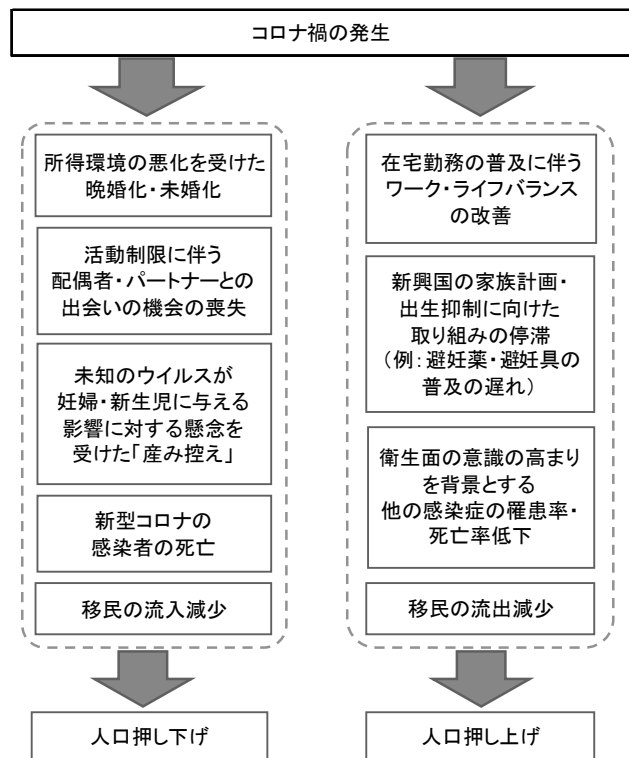 コロナ禍の発生
所得環境の悪化を受けた
晩婚化・未婚化
活動制限に伴う
配偶者・パートナーとの
出会いの機会の喪失
未知のウイルスが
妊婦・新生児に与える
影響に対する懸念を
受けた「産み控え」
新型コロナの
感染者の死亡
移民の流入減少
人口押し下げ
在宅勤務の普及に伴う
ワーク・ライフバランス
の改善
新興国の家族計画・
出生抑制に向けた
取り組みの停滞
（例：避妊薬・避妊具の
普及の遅れ）
衛生面の意識の高まり
を背景とする
他の感染症の罹患率・
死亡率低下
移民の流出減少
人口押し上げ